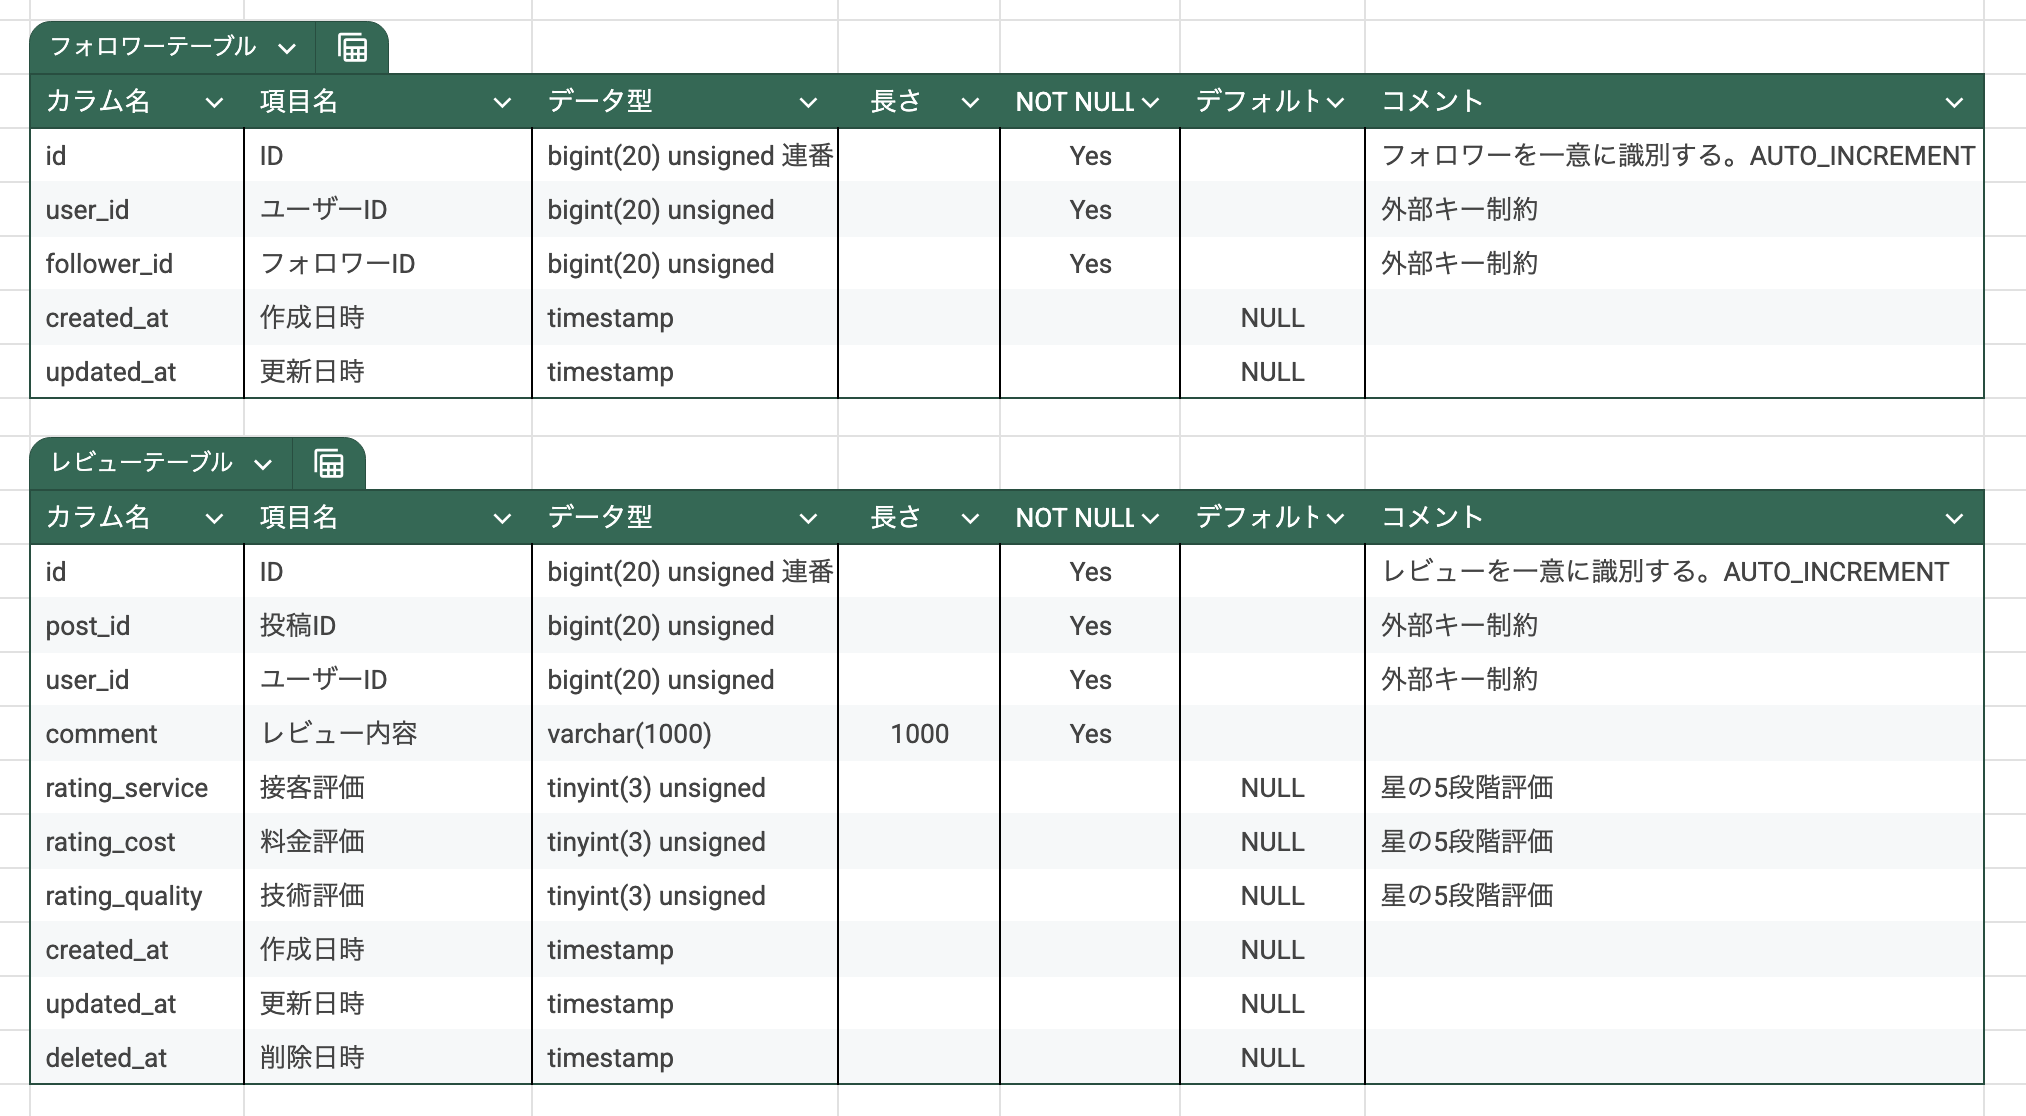 フォロワーテーブル
カラム名 項目名 データ型 長さ NOT NULL デフォルト コメント
id ID bigint(20) unsigned 連番 Yes フォロワーを一意に識別する。AUTO_INCREMENT
user_id ユーザーID bigint(20) unsigned Yes 外部キー制約
follower_id フォロワーID bigint(20) unsigned Yes 外部キー制約
created_at 作成日時 timestamp NULL
updated_at 更新日時 timestamp NULL
レビューテーブル
カラム名 項目名 データ型 長さ NOT NULL デフォルト コメント
id ID bigint(20) unsigned 連番 Yes レビューを一意に識別する。AUTO_INCREMENT
post_id 投稿ID bigint(20) unsigned Yes 外部キー制約
user_id ユーザーID bigint(20) unsigned Yes 外部キー制約
comment レビュー内容 varchar(1000) 1000 Yes
rating_service 接客評価 tinyint(3) unsigned NULL 星の5段階評価
rating_cost 料金評価 tinyint(3) unsigned NULL 星の5段階評価
rating_quality 技術評価 tinyint(3) unsigned NULL 星の5段階評価
created_at 作成日時 timestamp NULL
updated_at 更新日時 timestamp NULL
deleted_at 削除日時 timestamp NULL